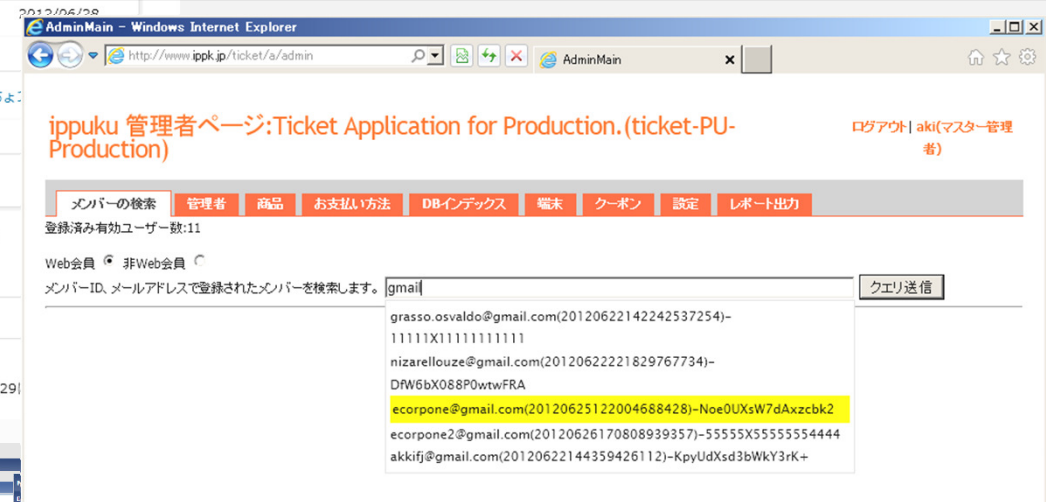 2012/06/28
AdminMain - Windows Internet Explorer
http://www.ippk.jp/ticket/a/admin
AdminMain
ippuku 管理者ページ:Ticket Application for Production.(ticket-PU-
Production)
ログアウト| aki(マスター管理
者)
メンバーの検索 管理者 商品 お支払い方法 DBインデックス 端末 クーポン 設定 レポート出力
登録済み有効ユーザー数:11
Web会員 非Web会員
メンバーID、メールアドレスで登録されたメンバーを検索します。 gmail クエリ送信
grasso.osvaldo@gmail.com(20120622142242537254)-
11111X11111111111
nizarellouze@gmail.com(20120622221829767734)-
DfW6bX088P0wtwFRA
ecorpone@gmail.com(20120625122004688428)-Noe0UXsW7dAxzcbk2
ecorpone2@gmail.com(20120626170808939357)-55555X55555554444
akkifj@gmail.com(20120622144359426112)-KpyUdXsd3bWkY3rK+
29